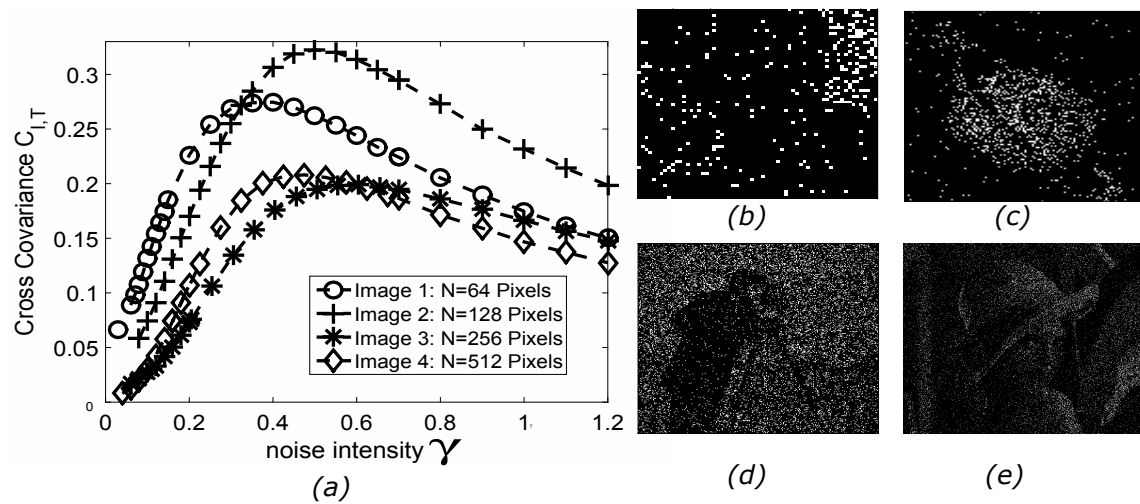 Cross Covariance C_{I,T}
0.3
0.25
0.2
0.15
0.1
0.05
0
0 0.2 0.4 0.6 0.8 1 1.2
noise intensity γ
Image 1: N=64 Pixels
Image 2: N=128 Pixels
Image 3: N=256 Pixels
Image 4: N=512 Pixels
(a)
(b)
(c)
(d)
(e)